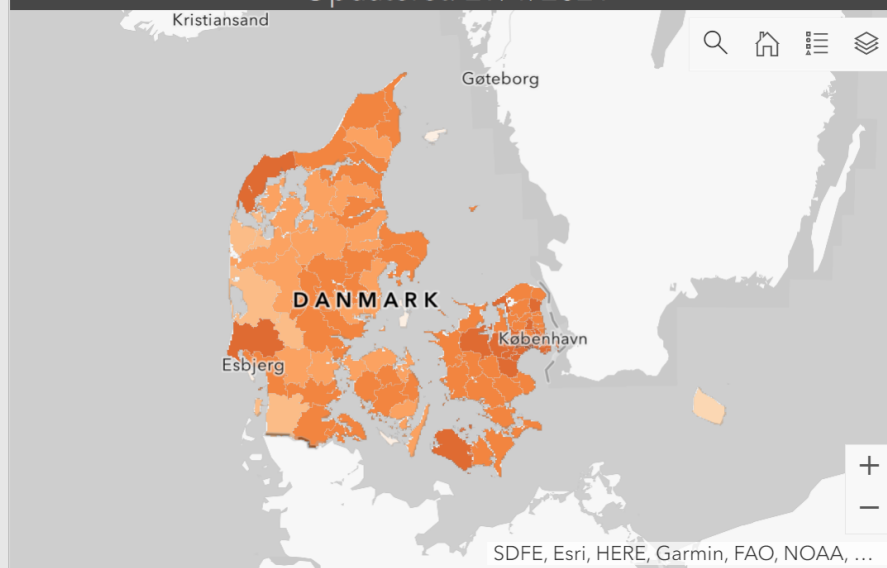 Kristiansand
Gøteborg
DANMARK
København
Esbjerg
+
−
SDFE, Esri, HERE, Garmin, FAO, NOAA, …